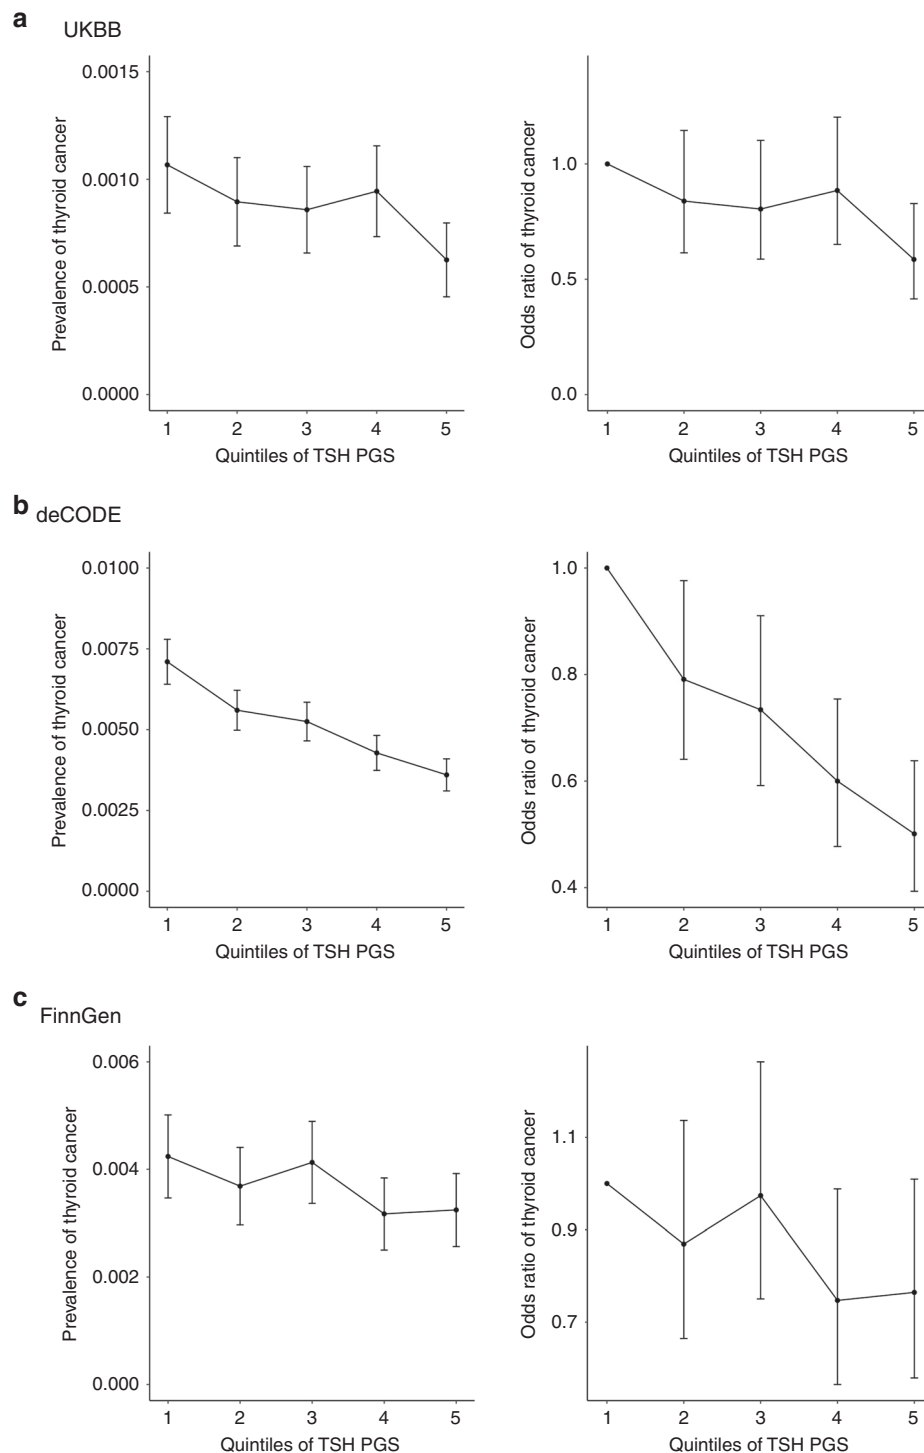 a
UKBB
Prevalence of thyroid cancer
0.0015
0.0010
0.0005
0.0000
1 2 3 4 5
Quintiles of TSH PGS
Odds ratio of thyroid cancer
1.0
0.5
0.0
1 2 3 4 5
Quintiles of TSH PGS
b
deCODE
Prevalence of thyroid cancer
0.0100
0.0075
0.0050
0.0025
0.0000
1 2 3 4 5
Quintiles of TSH PGS
Odds ratio of thyroid cancer
1.0
0.8
0.6
0.4
1 2 3 4 5
Quintiles of TSH PGS
c
FinnGen
Prevalence of thyroid cancer
0.006
0.004
0.002
0.000
1 2 3 4 5
Quintiles of TSH PGS
Odds ratio of thyroid cancer
1.1
0.9
0.7
1 2 3 4 5
Quintiles of TSH PGS